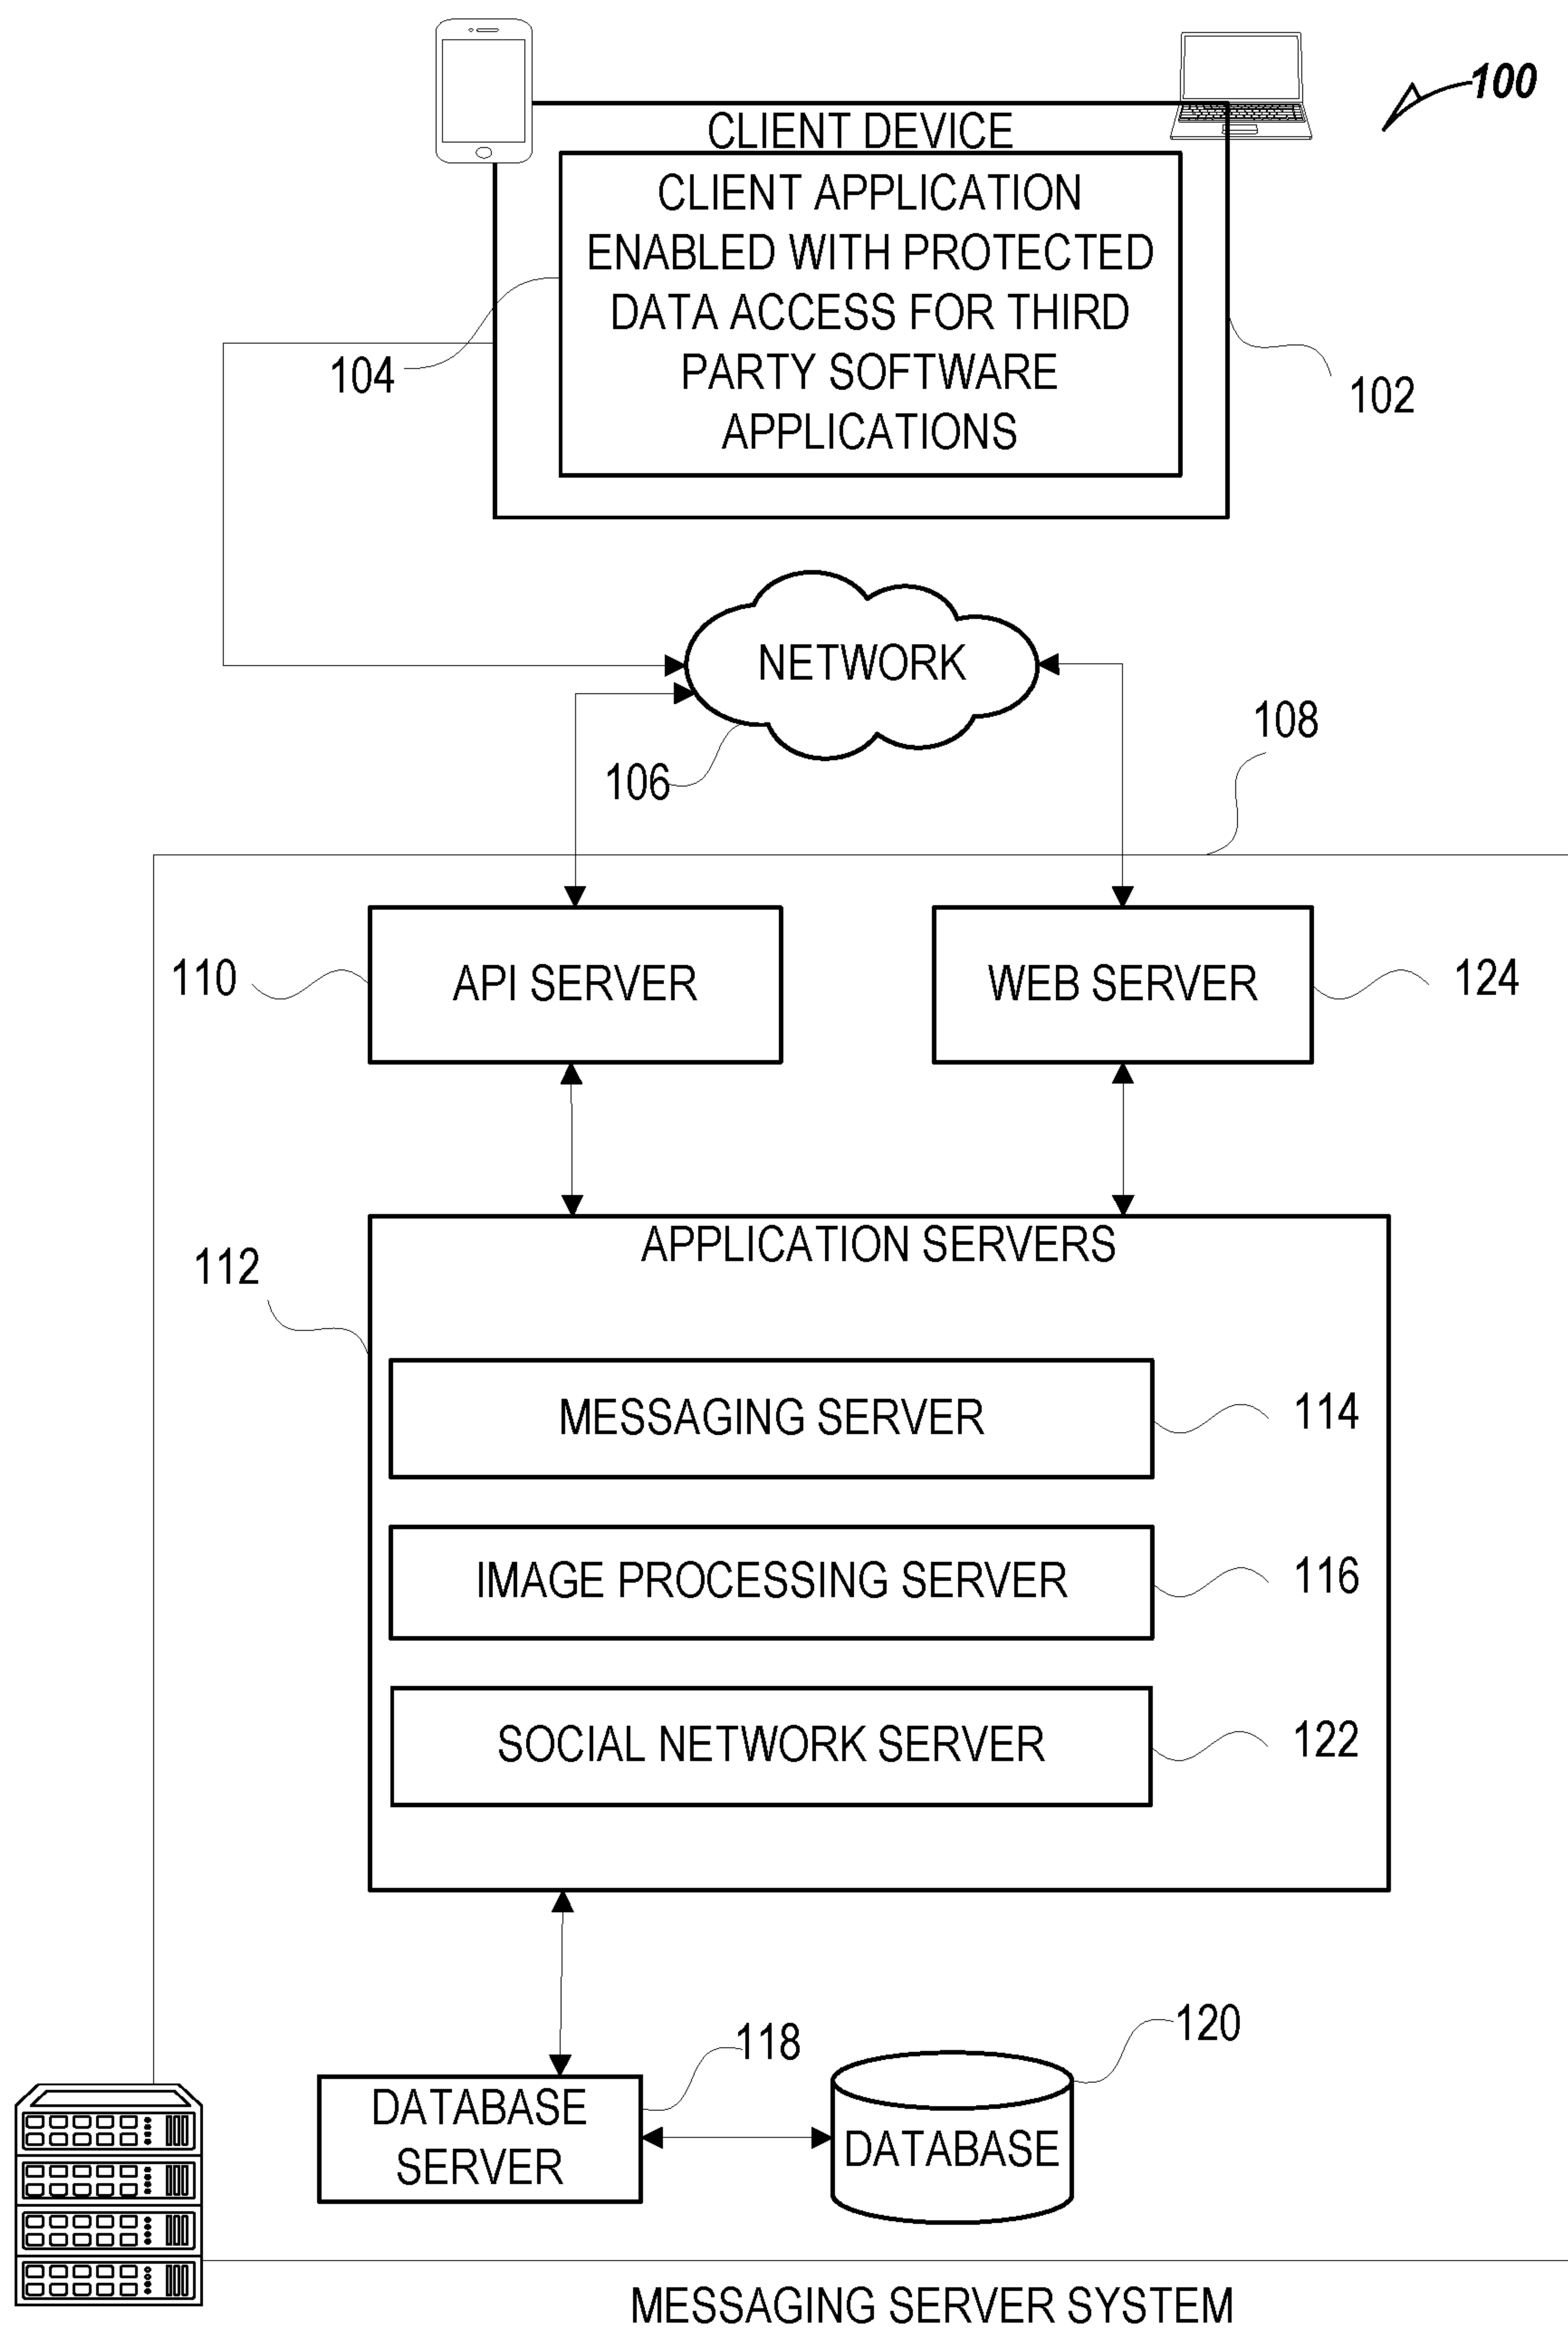 100
CLIENT DEVICE
CLIENT APPLICATION
ENABLED WITH PROTECTED
DATA ACCESS FOR THIRD
PARTY SOFTWARE
APPLICATIONS
104
102
NETWORK
106
108
110
API SERVER
WEB SERVER
124
112
APPLICATION SERVERS
MESSAGING SERVER
114
IMAGE PROCESSING SERVER
116
SOCIAL NETWORK SERVER
122
118
120
DATABASE
SERVER
DATABASE
MESSAGING SERVER SYSTEM